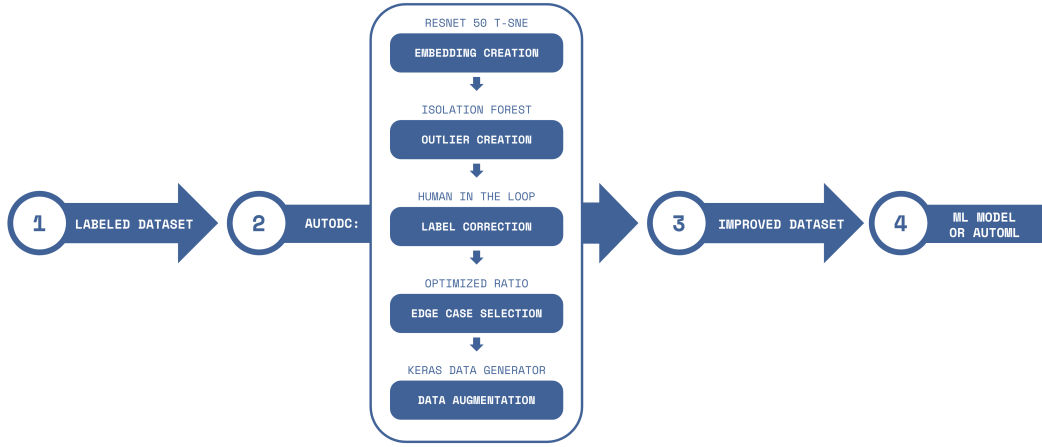 1
LABELED DATASET
2
AUTODC:
RESNET 50 T-SNE
EMBEDDING CREATION
ISOLATION FOREST
OUTLIER CREATION
HUMAN IN THE LOOP
LABEL CORRECTION
OPTIMIZED RATIO
EDGE CASE SELECTION
KERAS DATA GENERATOR
DATA AUGMENTATION
3
IMPROVED DATASET
4
ML MODEL
OR AUTOML